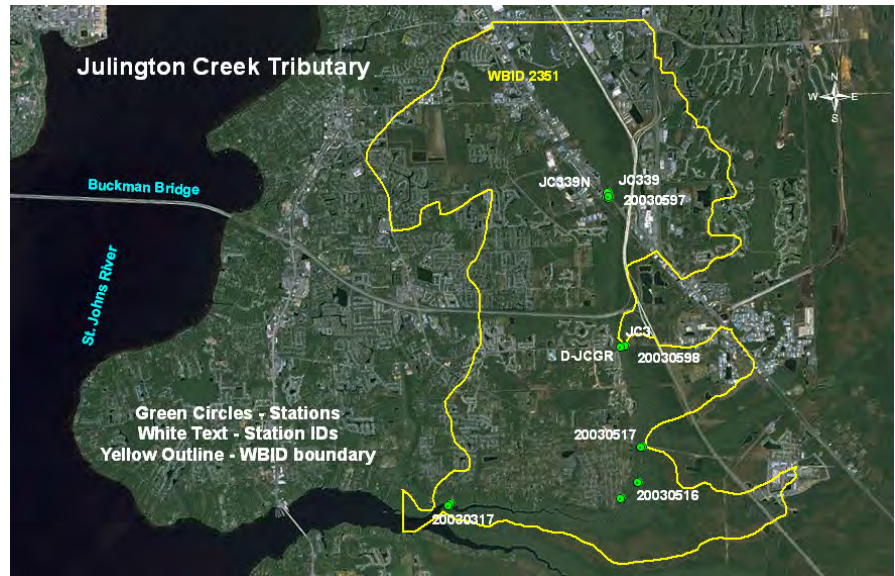 Julington Creek Tributary
WBID 2351
N
W E
S
Buckman Bridge
JC339N
JC339
20030597
St. Johns River
JC3
D-JCGR
20030598
Green Circles - Stations
White Text - Station IDs
Yellow Outline - WBID boundary
20030517
20030516
20030317